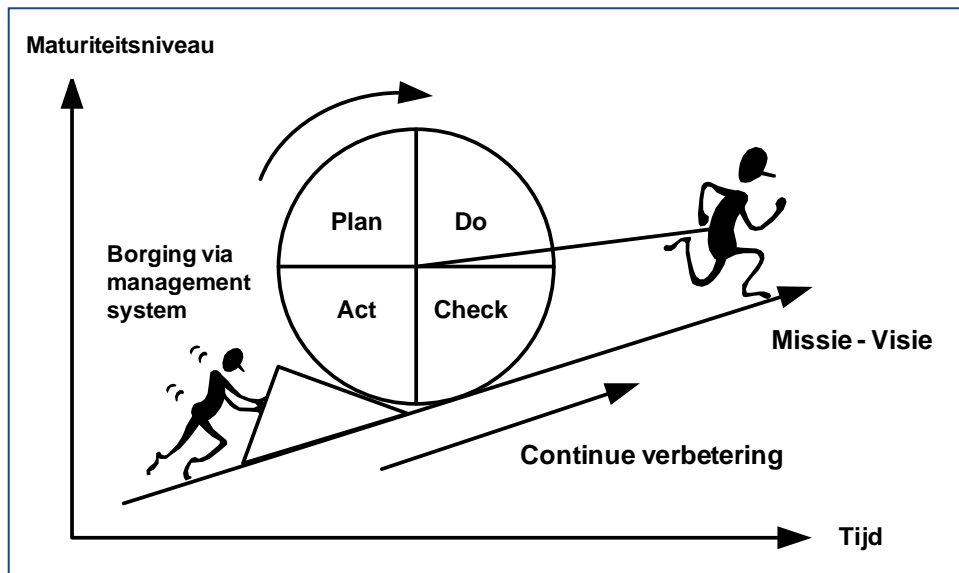 Maturiteitsniveau
Plan
Do
Borging via
management
system
Act
Check
Missie - Visie
Continue verbetering
Tijd